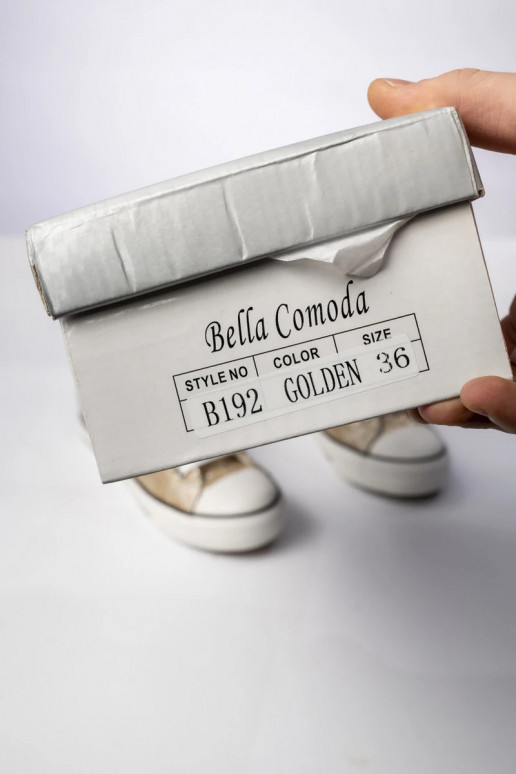 Bella Comoda
STYLE NO COLOR SIZE
B192 GOLDEN 36